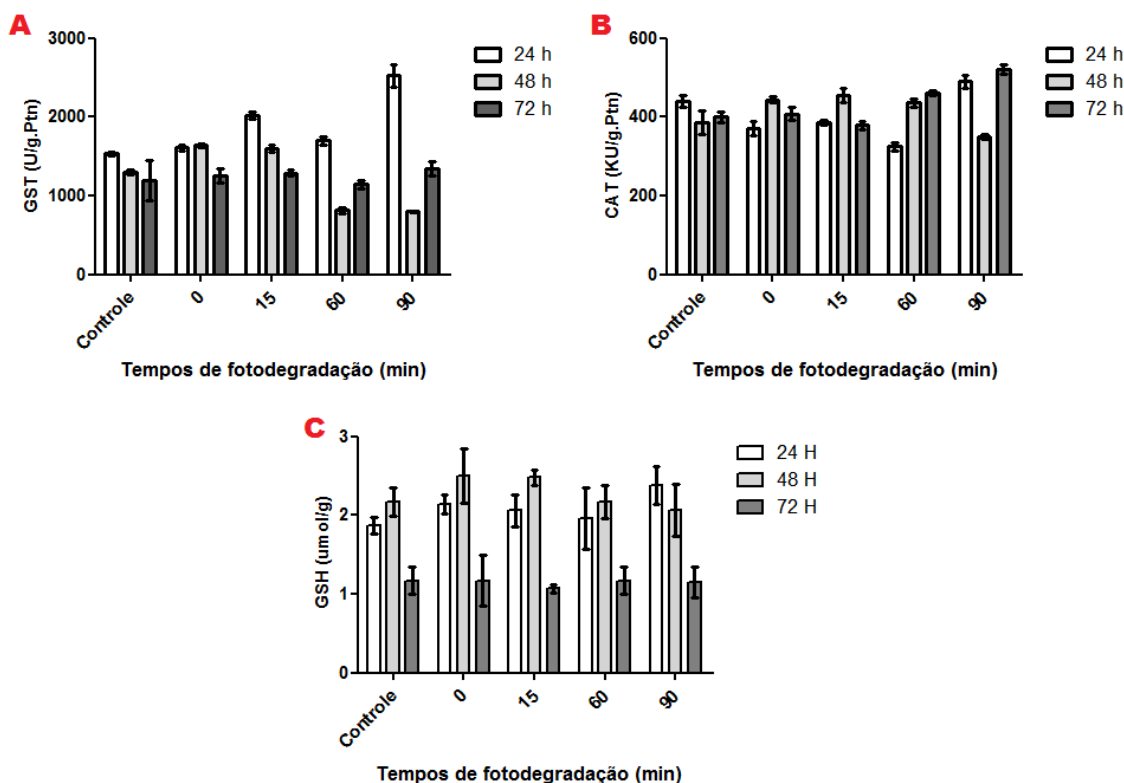 A
GST (U/g.Ptn)
3000
2000
1000
0
24 h
48 h
72 h
Controle
0
15
60
90
Tempos de fotodegradação (min)
B
CAT (KU/g.Ptn)
600
400
200
0
24 h
48 h
72 h
Controle
0
15
60
90
Tempos de fotodegradação (min)
C
GSH (um ol/g)
3
2
1
0
24 H
48 H
72 H
Controle
0
15
60
90
Tempos de fotodegradação (min)